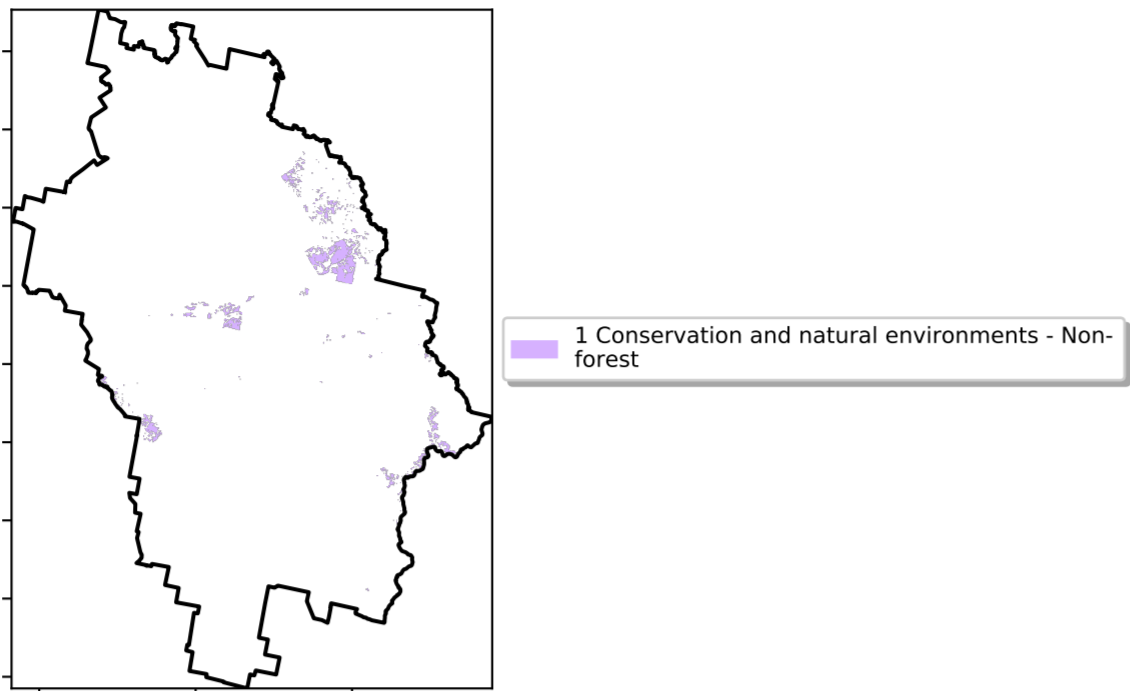 1 Conservation and natural environments - Non-
forest